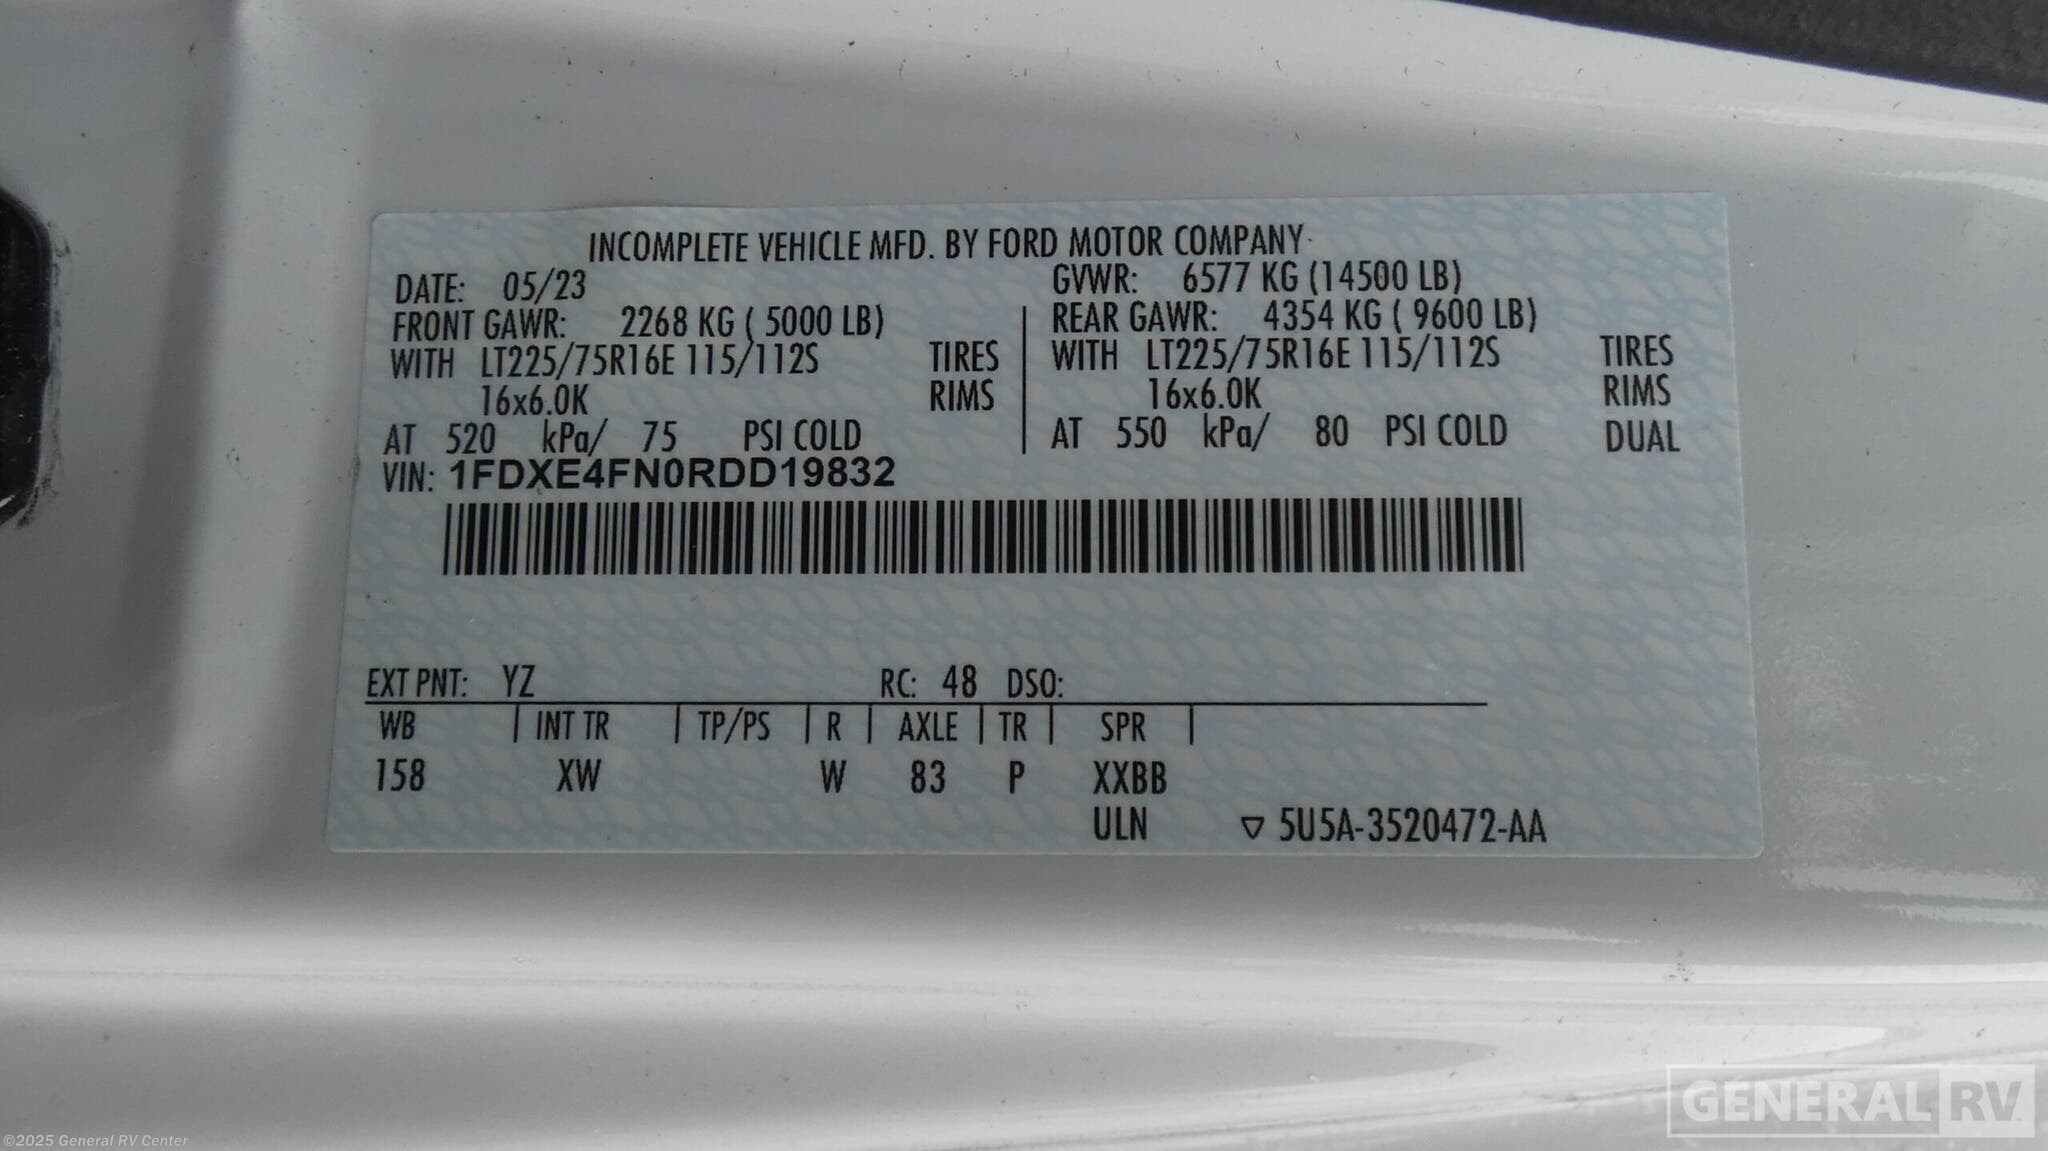 INCOMPLETE VEHICLE MFD. BY FORD MOTOR COMPANY
DATE: 05/23 GVWR: 6577 KG (14500 LB)
FRONT GAWR: 2268 KG ( 5000 LB) REAR GAWR: 4354 KG ( 9600 LB)
WITH LT225/75R16E 115/112S TIRES WITH LT225/75R16E 115/112S TIRES
16x6.0K RIMS 16x6.0K RIMS
AT 520 kPa/ 75 PSI COLD AT 550 kPa/ 80 PSI COLD DUAL
VIN: 1FDXE4FN0RDD19832
EXT PNT: YZ RC: 48 DSO:
WB | INT TR | TP/PS | R | AXLE | TR | SPR |
158 XW W 83 P XXBB
ULN ▽ 5U5A-3520472-AA
GENERAL RV
©2025 General RV Center